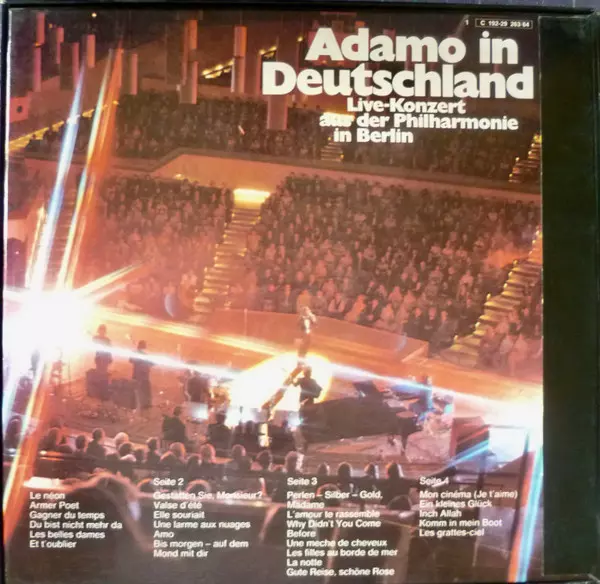 1 C 192-29 263 64
Adamo in
Deutschland
Live-Konzert
aus der Philharmonie
in Berlin
Le néon
Armer Poet
Gagner du temps
Du bist nicht mehr da
Les belles dames
Et t'oublier
Seite 2
Gestatten Sie, Monsieur?
Valse d'été
Elle souriait
Une larme aux nuages
Amo
Bis morgen – auf dem
Mond mit dir
Seite 3
Perlen – Silber – Gold,
Madame
L'amour te rassemble
Why Didn't You Come
Before
Une mèche de cheveux
Les filles au borde de mer
La notte
Gute Reise, schöne Rose
Seite 4
Mon cinéma (Je t'aime)
Ein kleines Glück
Inch Allah
Komm in mein Boot
Les grattes-ciel